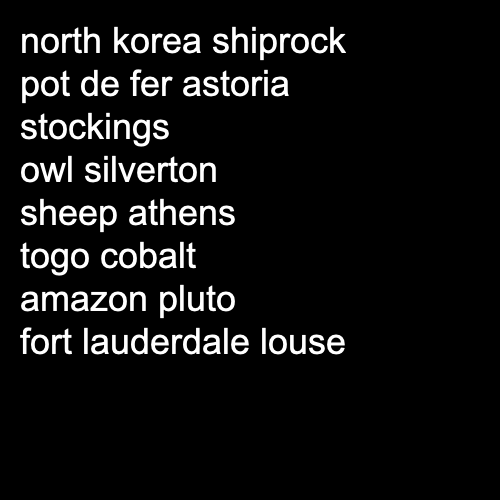 north korea shiprock
pot de fer astoria
stockings
owl silverton
sheep athens
togo cobalt
amazon pluto
fort lauderdale louse